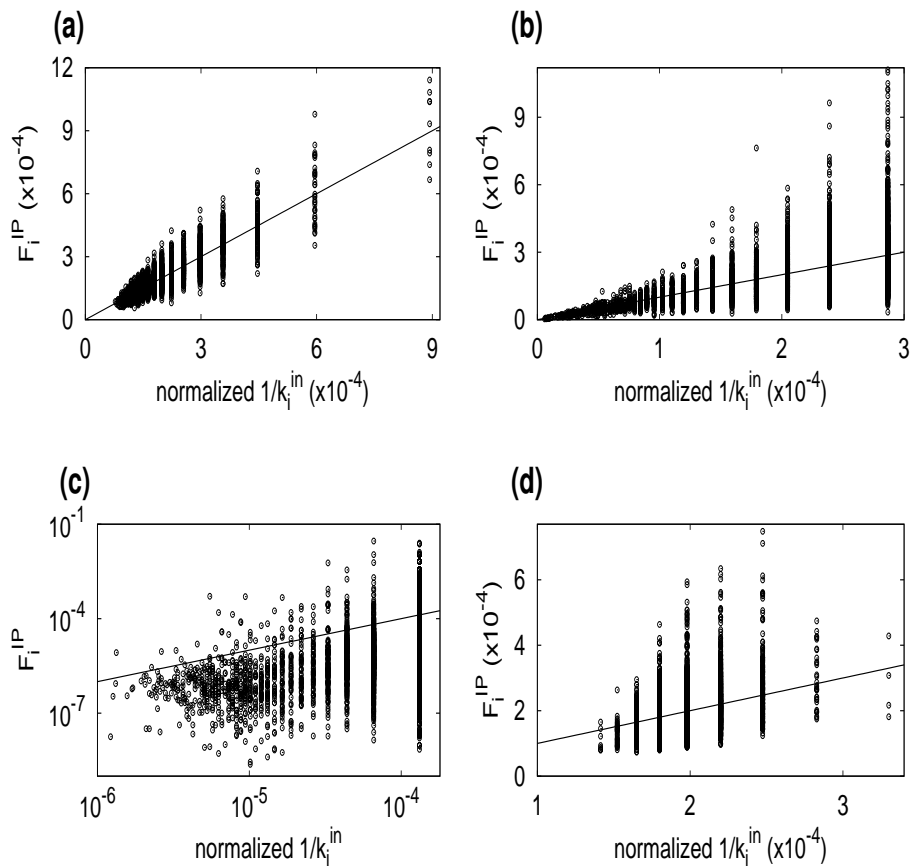 (a)
12
9
6
3
0
F_i^IP (x10^-4)
0 3 6 9
normalized 1/k_i^in (x10^-4)
(b)
9
6
3
0
F_i^IP (x10^-4)
0 1 2 3
normalized 1/k_i^in (x10^-4)
(c)
10^-1
10^-4
10^-7
F_i^IP
10^-6 10^-5 10^-4
normalized 1/k_i^in
(d)
6
4
2
0
F_i^IP (x10^-4)
1 2 3
normalized 1/k_i^in (x10^-4)